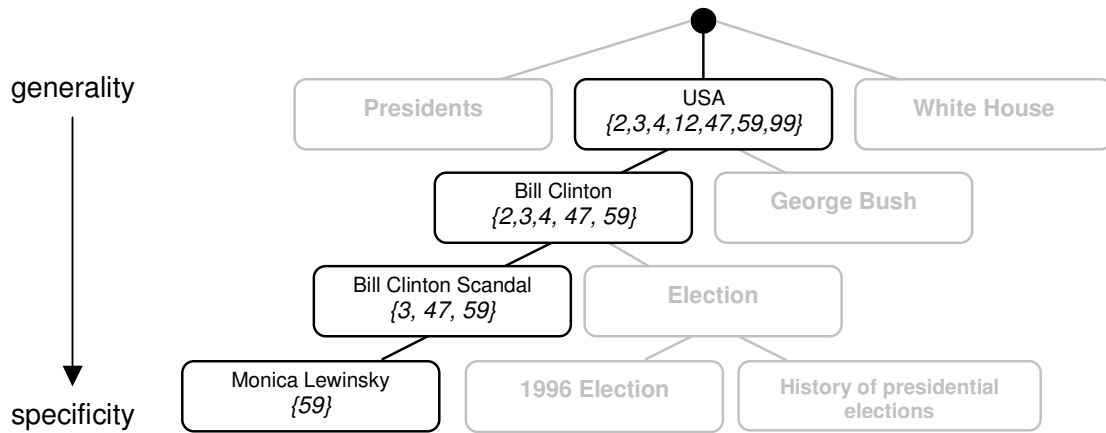 generality
Presidents
USA
{2,3,4,12,47,59,99}
White House
Bill Clinton
{2,3,4, 47, 59}
George Bush
Bill Clinton Scandal
{3, 47, 59}
Election
Monica Lewinsky
{59}
1996 Election
History of presidential
elections
specificity